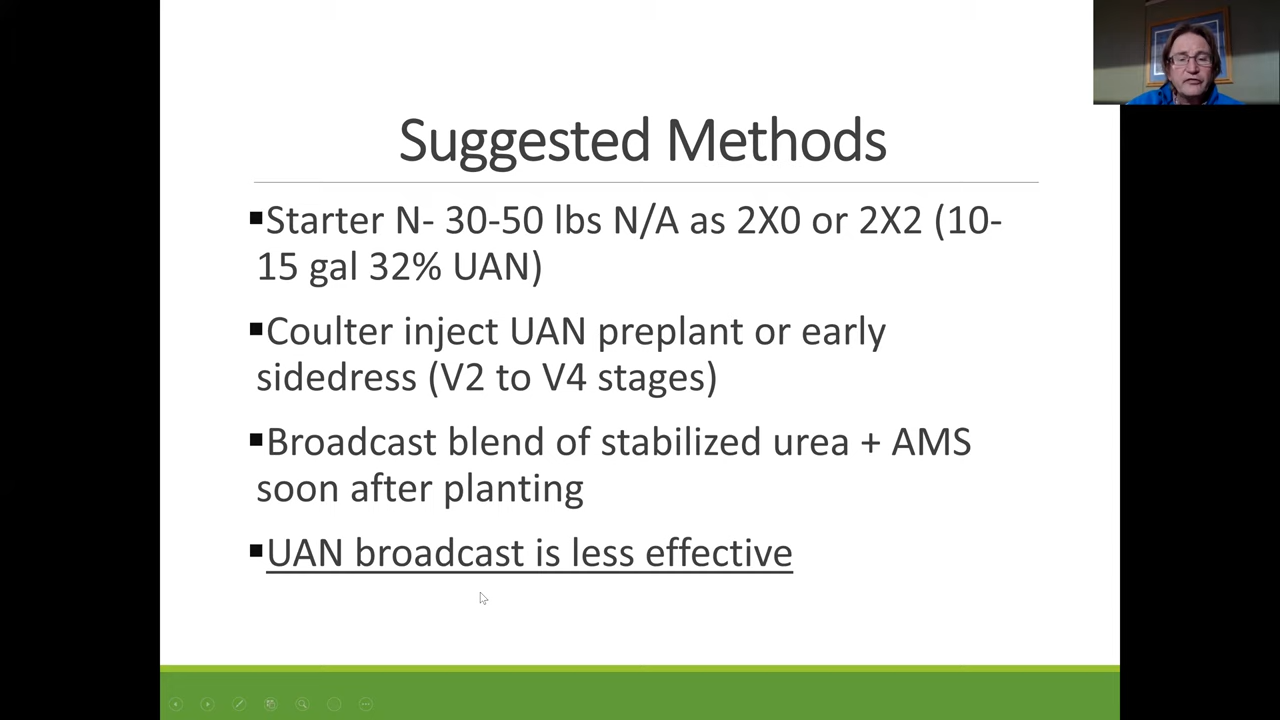 Suggested Methods
▪Starter N- 30-50 lbs N/A as 2X0 or 2X2 (10-
15 gal 32% UAN)
▪Coulter inject UAN preplant or early
sidedress (V2 to V4 stages)
▪Broadcast blend of stabilized urea + AMS
soon after planting
▪UAN broadcast is less effective